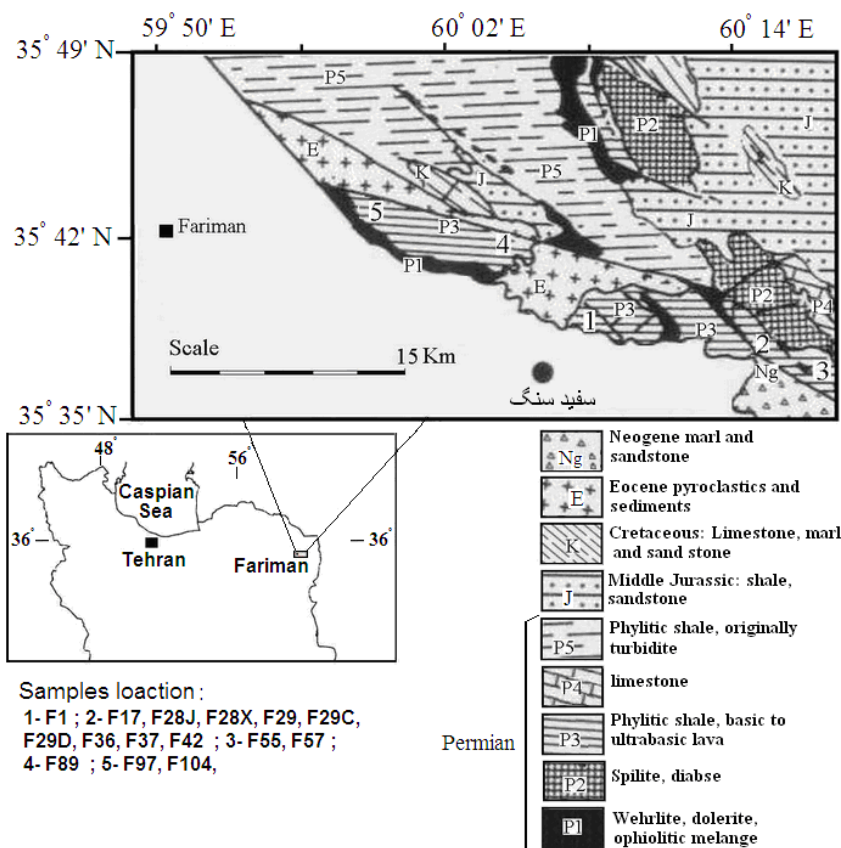 59° 50' E 60° 02' E 60° 14' E
35° 49' N
P5
P1
P2
J
E
K
J
P5
K
5
P3
4
J
35° 42' N
Fariman
P1
E
P2
P4
1
P3
P3
2
Scale
15 Km
Ng
3
سفید سنگ
35° 35' N
48°
56°
Caspian
Sea
36°
36°
Tehran
Fariman
Samples loaction :
1- F1 ; 2- F17, F28J, F28X, F29, F29C,
F29D, F36, F37, F42 ; 3- F55, F57 ;
4- F89 ; 5- F97, F104,
Ng Neogene marl and
sandstone
E Eocene pyroclastics and
sediments
K Cretaceous: Limestone, marl
and sand stone
J Middle Jurassic: shale,
sandstone
Permian
P5 Phylitic shale, originally
turbidite
P4 limestone
P3 Phylitic shale, basic to
ultrabasic lava
P2 Spilite, diabse
P1 Wehrlite, dolerite,
ophiolitic melange